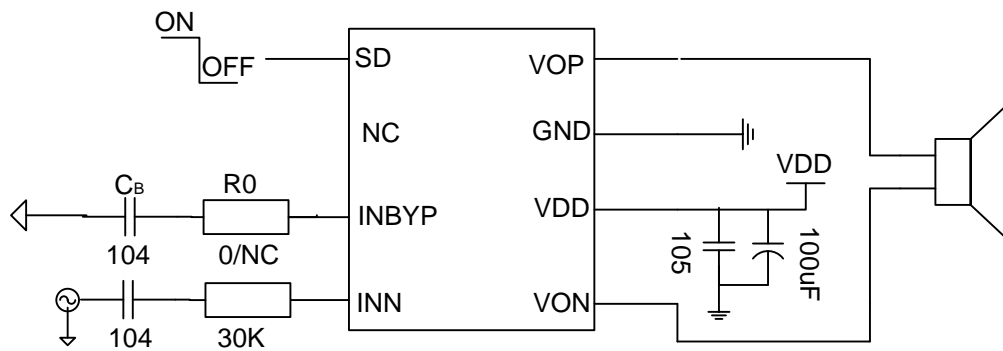 ON
OFF
SD
VOP
NC
GND
VDD
CB
R0
INBYP
VDD
104
0/NC
105
100uF
INN
VON
104
30K